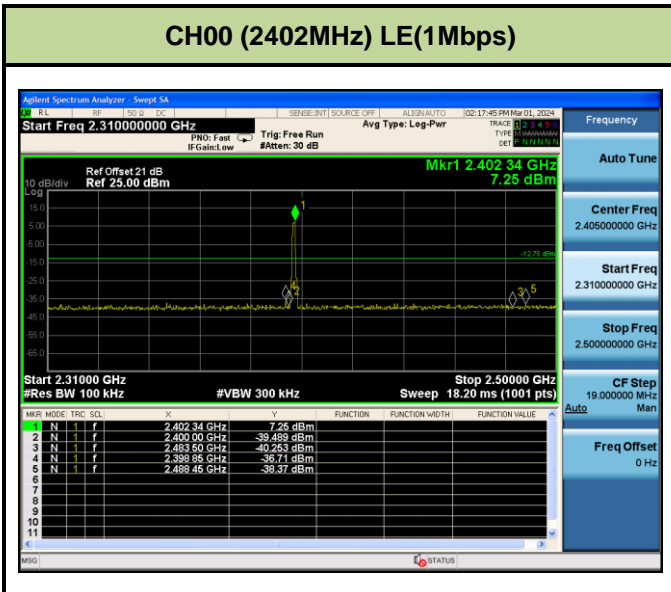 CH00 (2402MHz) LE(1Mbps)
Agilent Spectrum Analyzer - Swept SA
RL RF 50 Ω DC SENSE:INT SOURCE OFF ALIGNAUTO 02:17:45 PM Mar 01, 2024
Start Freq 2.310000000 GHz
PNO: Fast
IFGain:Low
Trig: Free Run
#Atten: 30 dB
Avg Type: Log-Pwr
TRACE 1 2 3 4 5 6
TYPE
DET P N N N N N
Frequency
Ref Offset 21 dB
Ref 25.00 dBm
10 dB/div
Log
Mkr1 2.402 34 GHz
7.25 dBm
Auto Tune
15.0
5.00
-5.00
-15.0
-25.0
-35.0
-45.0
-55.0
-65.0
1
-12.75 dBm
4
2
3
5
Center Freq
2.405000000 GHz
Start Freq
2.310000000 GHz
Stop Freq
2.500000000 GHz
Start 2.31000 GHz Stop 2.50000 GHz
#Res BW 100 kHz #VBW 300 kHz Sweep 18.20 ms (1001 pts)
CF Step
19.000000 MHz
Auto Man
MKR MODE TRC SCL X Y FUNCTION FUNCTION WIDTH FUNCTION VALUE
1 N 1 f 2.402 34 GHz 7.25 dBm
2 N 1 f 2.400 00 GHz -39.489 dBm
3 N 1 f 2.483 50 GHz -40.253 dBm
4 N 1 f 2.398 85 GHz -36.71 dBm
5 N 1 f 2.488 45 GHz -38.37 dBm
6
7
8
9
10
11
Freq Offset
0 Hz
MSG STATUS